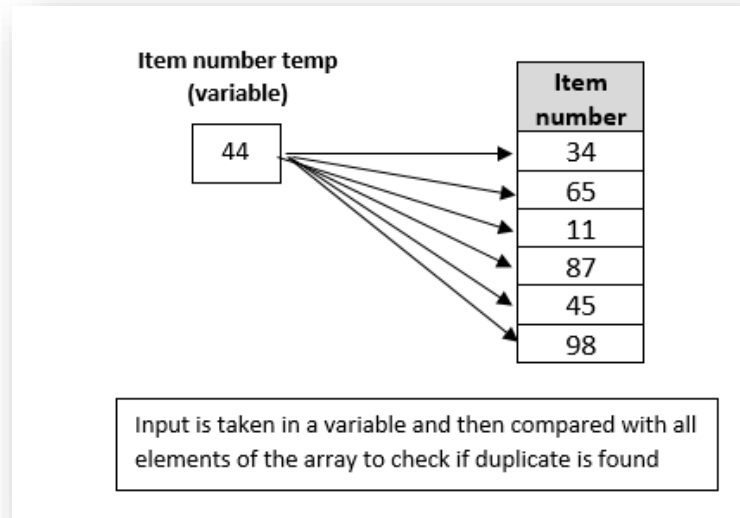 Item number temp
(variable)
44
Item
number
34
65
11
87
45
98
Input is taken in a variable and then compared with all
elements of the array to check if duplicate is found